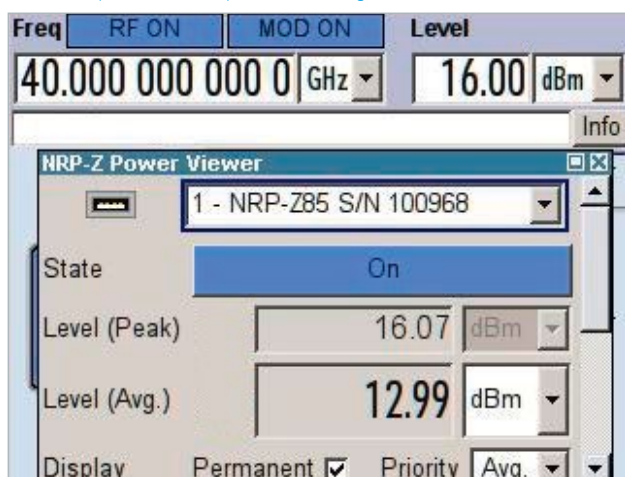 Freq RF ON MOD ON Level
40.000 000 000 0 GHz 16.00 dBm
Info
NRP-Z Power Viewer
1 - NRP-Z85 S/N 100968
State On
Level (Peak) 16.07 dBm
Level (Avg.) 12.99 dBm
Display Permanent Priority Avg.